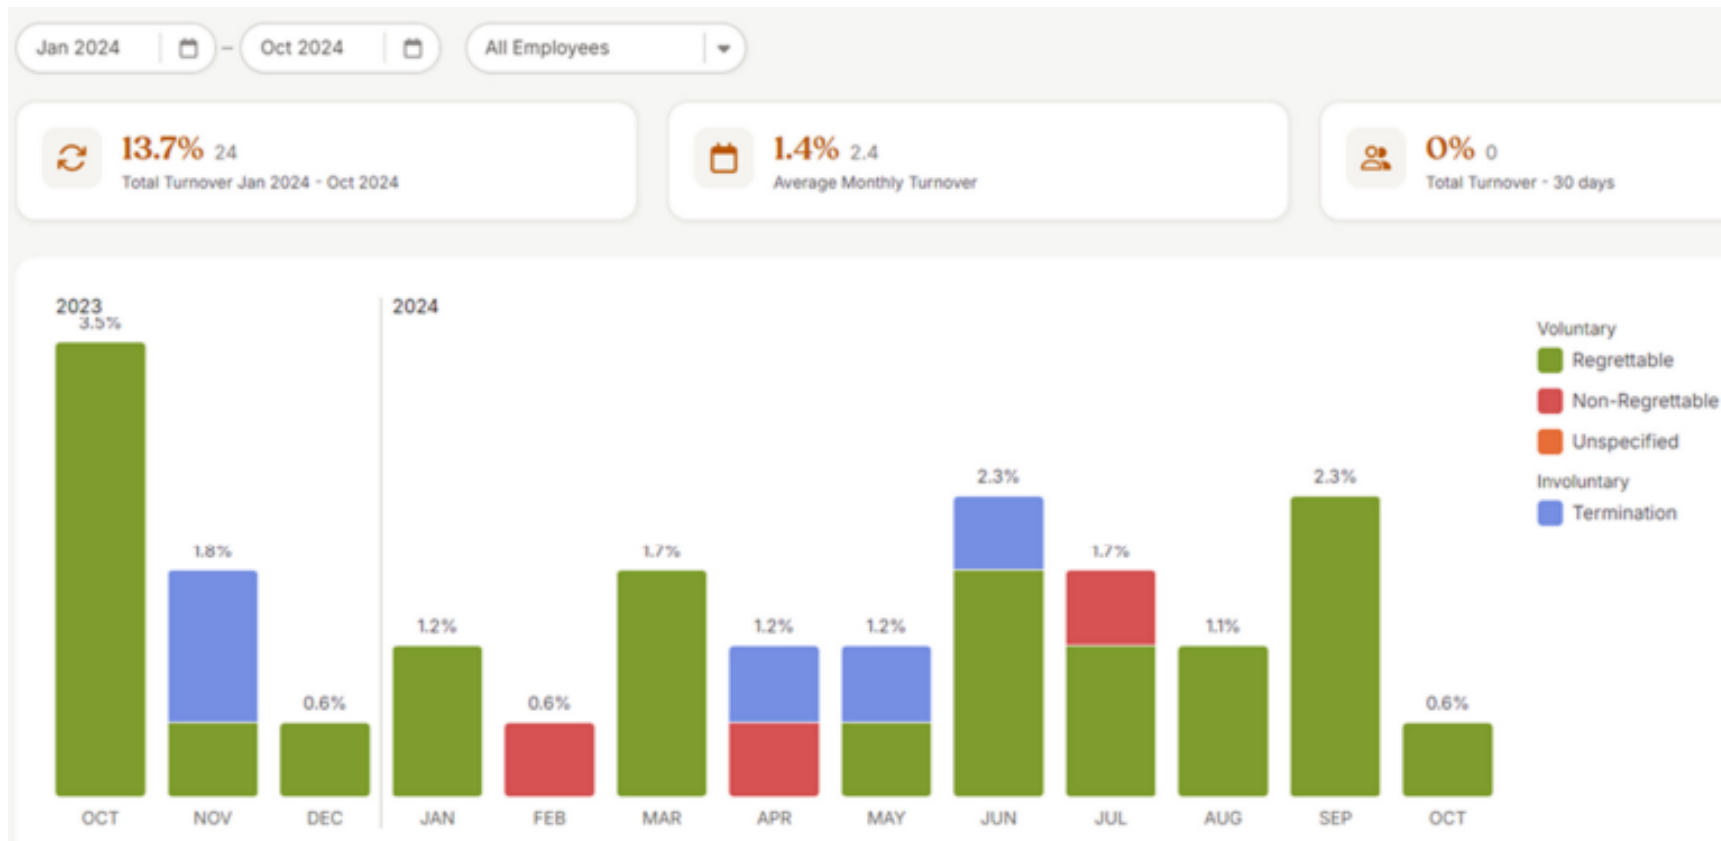 Jan 2024 – Oct 2024 All Employees
13.7% 24
Total Turnover Jan 2024 - Oct 2024
1.4% 2.4
Average Monthly Turnover
0% 0
Total Turnover - 30 days
2023 2024
3.5%
1.8%
0.6%
1.2%
0.6%
1.7%
1.2%
1.2%
2.3%
1.7%
1.1%
2.3%
0.6%
OCT NOV DEC JAN FEB MAR APR MAY JUN JUL AUG SEP OCT
Voluntary
Regrettable
Non-Regrettable
Unspecified
Involuntary
Termination